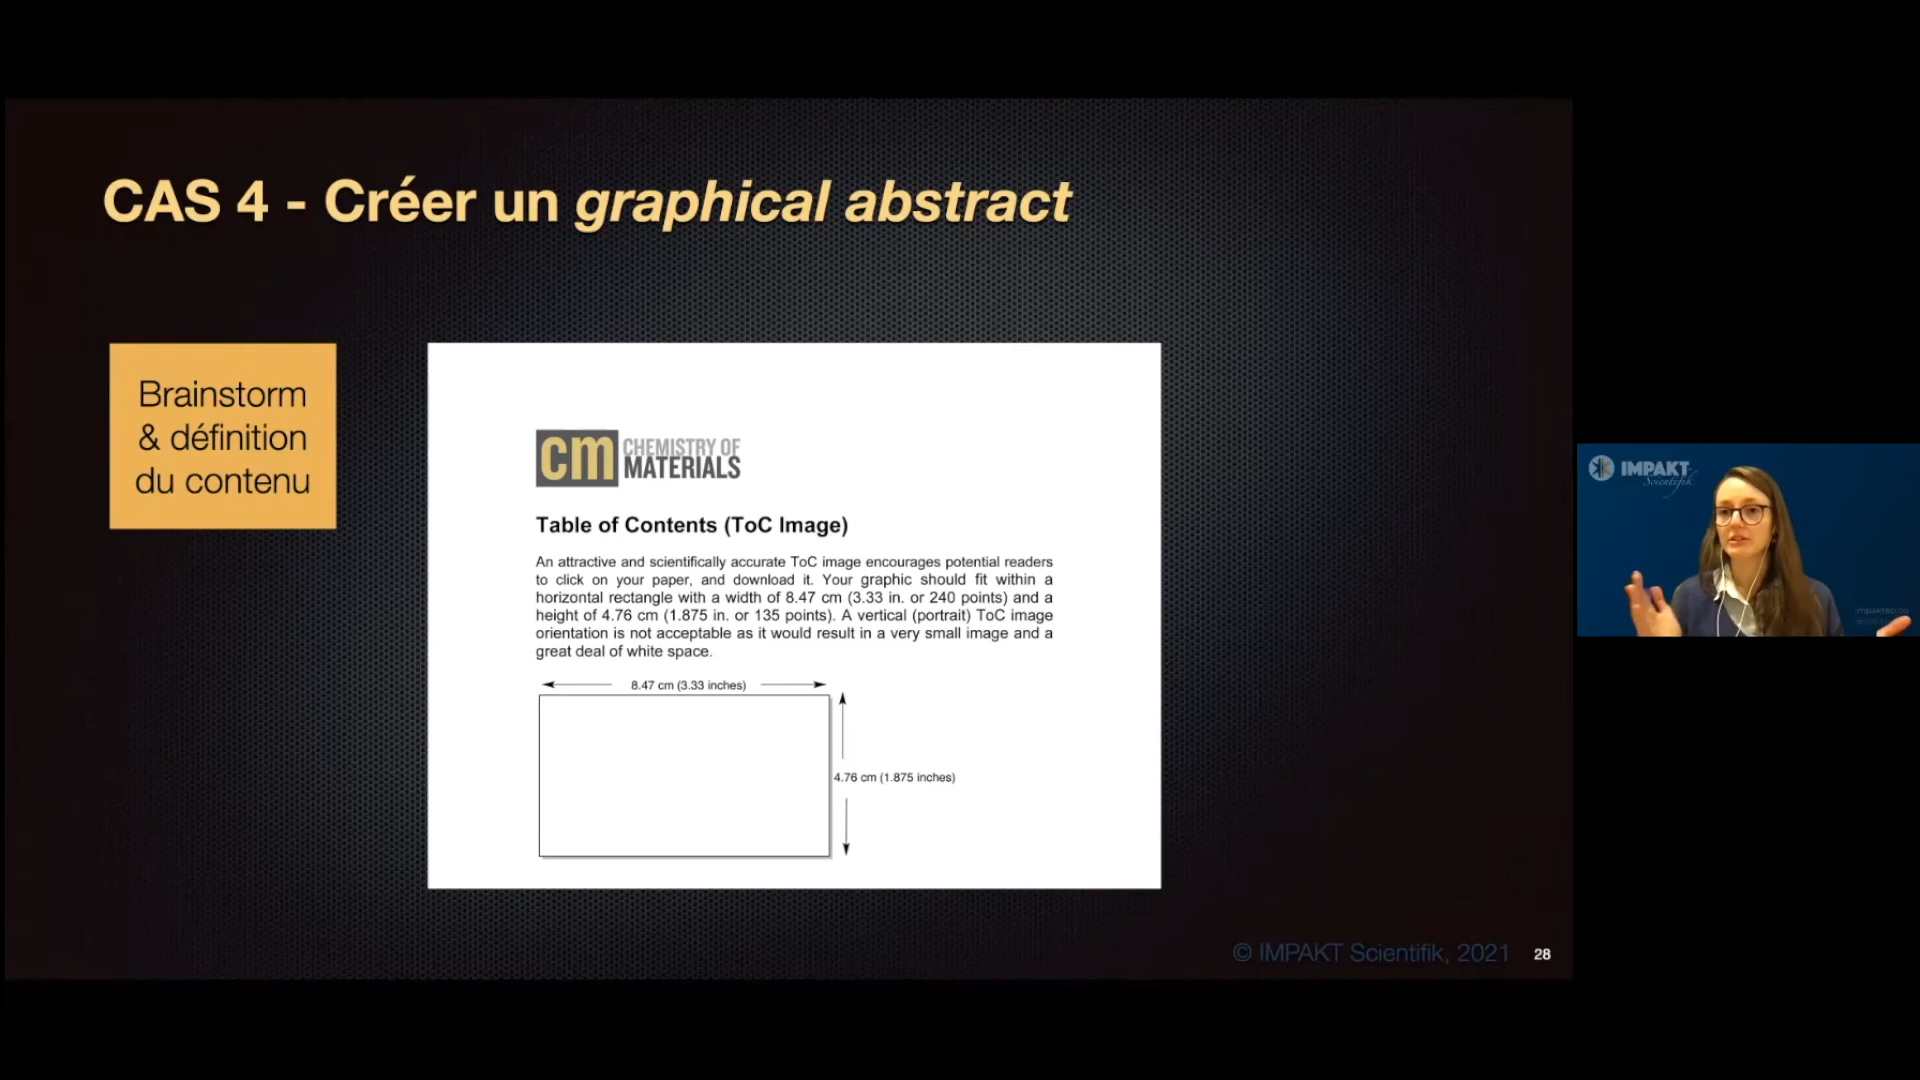 CAS 4 - Créer un graphical abstract
Brainstorm
& définition
du contenu
cm CHEMISTRY OF
MATERIALS
Table of Contents (ToC Image)
An attractive and scientifically accurate ToC image encourages potential readers
to click on your paper, and download it. Your graphic should fit within a
horizontal rectangle with a width of 8.47 cm (3.33 in. or 240 points) and a
height of 4.76 cm (1.875 in. or 135 points). A vertical (portrait) ToC image
orientation is not acceptable as it would result in a very small image and a
great deal of white space.
8.47 cm (3.33 inches)
4.76 cm (1.875 inches)
© IMPAKT Scientifik, 2021
28
IMPAKT
Scientifik